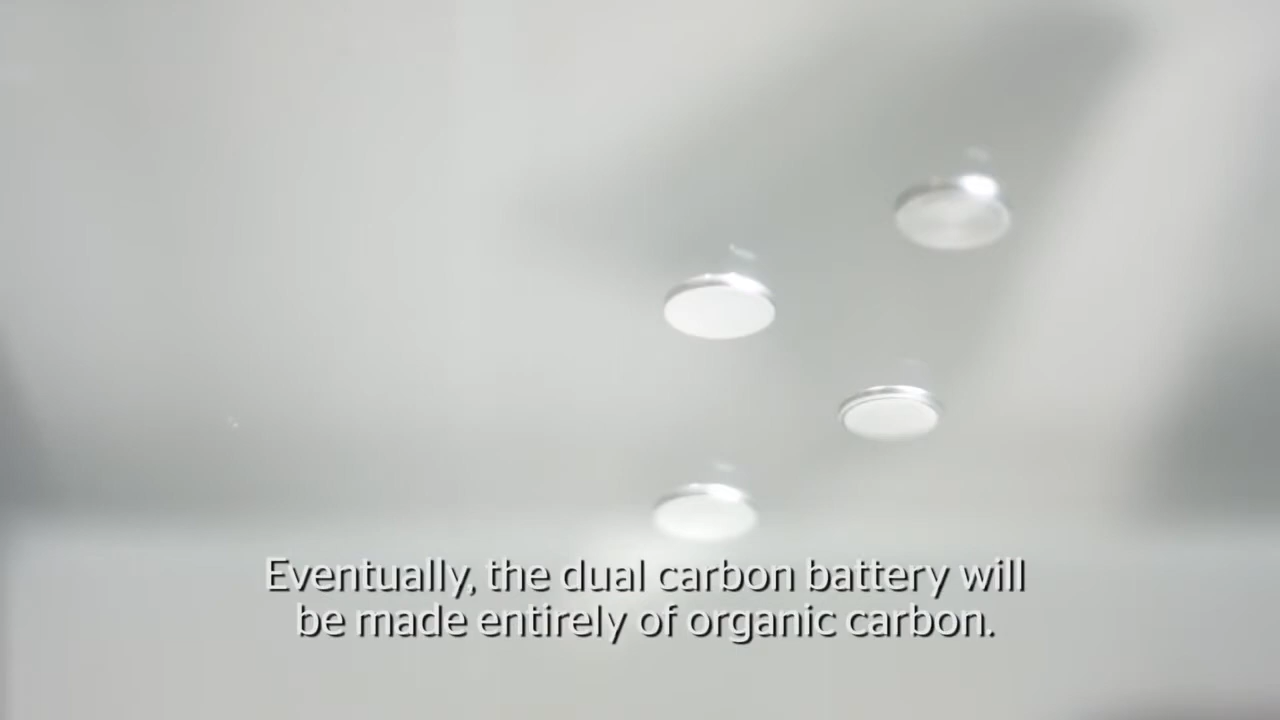 Eventually, the dual carbon battery will
be made entirely of organic carbon.